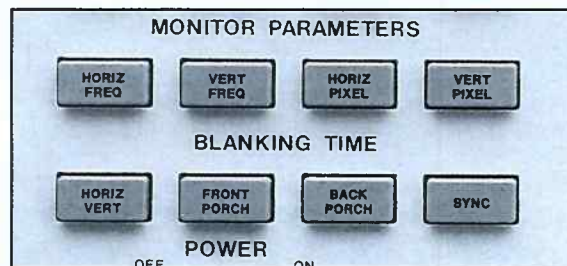 MONITOR PARAMETERS
HORIZ FREQ
VERT FREQ
HORIZ PIXEL
VERT PIXEL
BLANKING TIME
HORIZ VERT
FRONT PORCH
BACK PORCH
SYNC
POWER
OFF ON